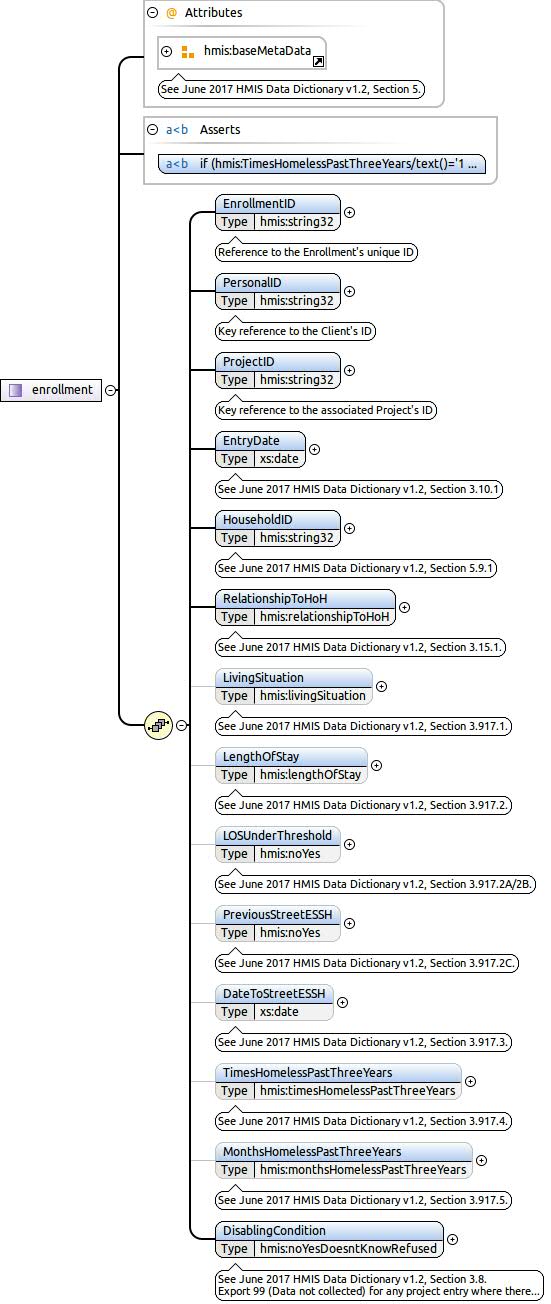 @ Attributes
hmis:baseMetaData
See June 2017 HMIS Data Dictionary v1.2, Section 5.
a<b Asserts
a<b if (hmis:TimesHomelessPastThreeYears/text()='1 ...
EnrollmentID
Type hmis:string32
Reference to the Enrollment's unique ID
PersonalID
Type hmis:string32
Key reference to the Client's ID
ProjectID
Type hmis:string32
Key reference to the associated Project's ID
enrollment
EntryDate
Type xs:date
See June 2017 HMIS Data Dictionary v1.2, Section 3.10.1
HouseholdID
Type hmis:string32
See June 2017 HMIS Data Dictionary v1.2, Section 5.9.1
RelationshipToHoH
Type hmis:relationshipToHoH
See June 2017 HMIS Data Dictionary v1.2, Section 3.15.1.
LivingSituation
Type hmis:livingSituation
See June 2017 HMIS Data Dictionary v1.2, Section 3.917.1.
LengthOfStay
Type hmis:lengthOfStay
See June 2017 HMIS Data Dictionary v1.2, Section 3.917.2.
LOSUnderThreshold
Type hmis:noYes
See June 2017 HMIS Data Dictionary v1.2, Section 3.917.2A/2B.
PreviousStreetESSH
Type hmis:noYes
See June 2017 HMIS Data Dictionary v1.2, Section 3.917.2C.
DateToStreetESSH
Type xs:date
See June 2017 HMIS Data Dictionary v1.2, Section 3.917.3.
TimesHomelessPastThreeYears
Type hmis:timesHomelessPastThreeYears
See June 2017 HMIS Data Dictionary v1.2, Section 3.917.4.
MonthsHomelessPastThreeYears
Type hmis:monthsHomelessPastThreeYears
See June 2017 HMIS Data Dictionary v1.2, Section 3.917.5.
DisablingCondition
Type hmis:noYesDoesntKnowRefused
See June 2017 HMIS Data Dictionary v1.2, Section 3.8.
Export 99 (Data not collected) for any project entry where there...